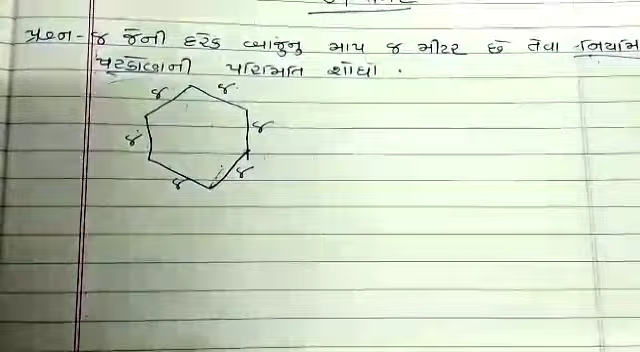 પ્રશ્ન-૪ જેની દરેક બાજુનુ માપ ૪ મીટર છે તેવા નિયમિ
ષટ્કોણની પરિમિતિ શોધો .
૪ ૪
૪ ૪
૪ ૪